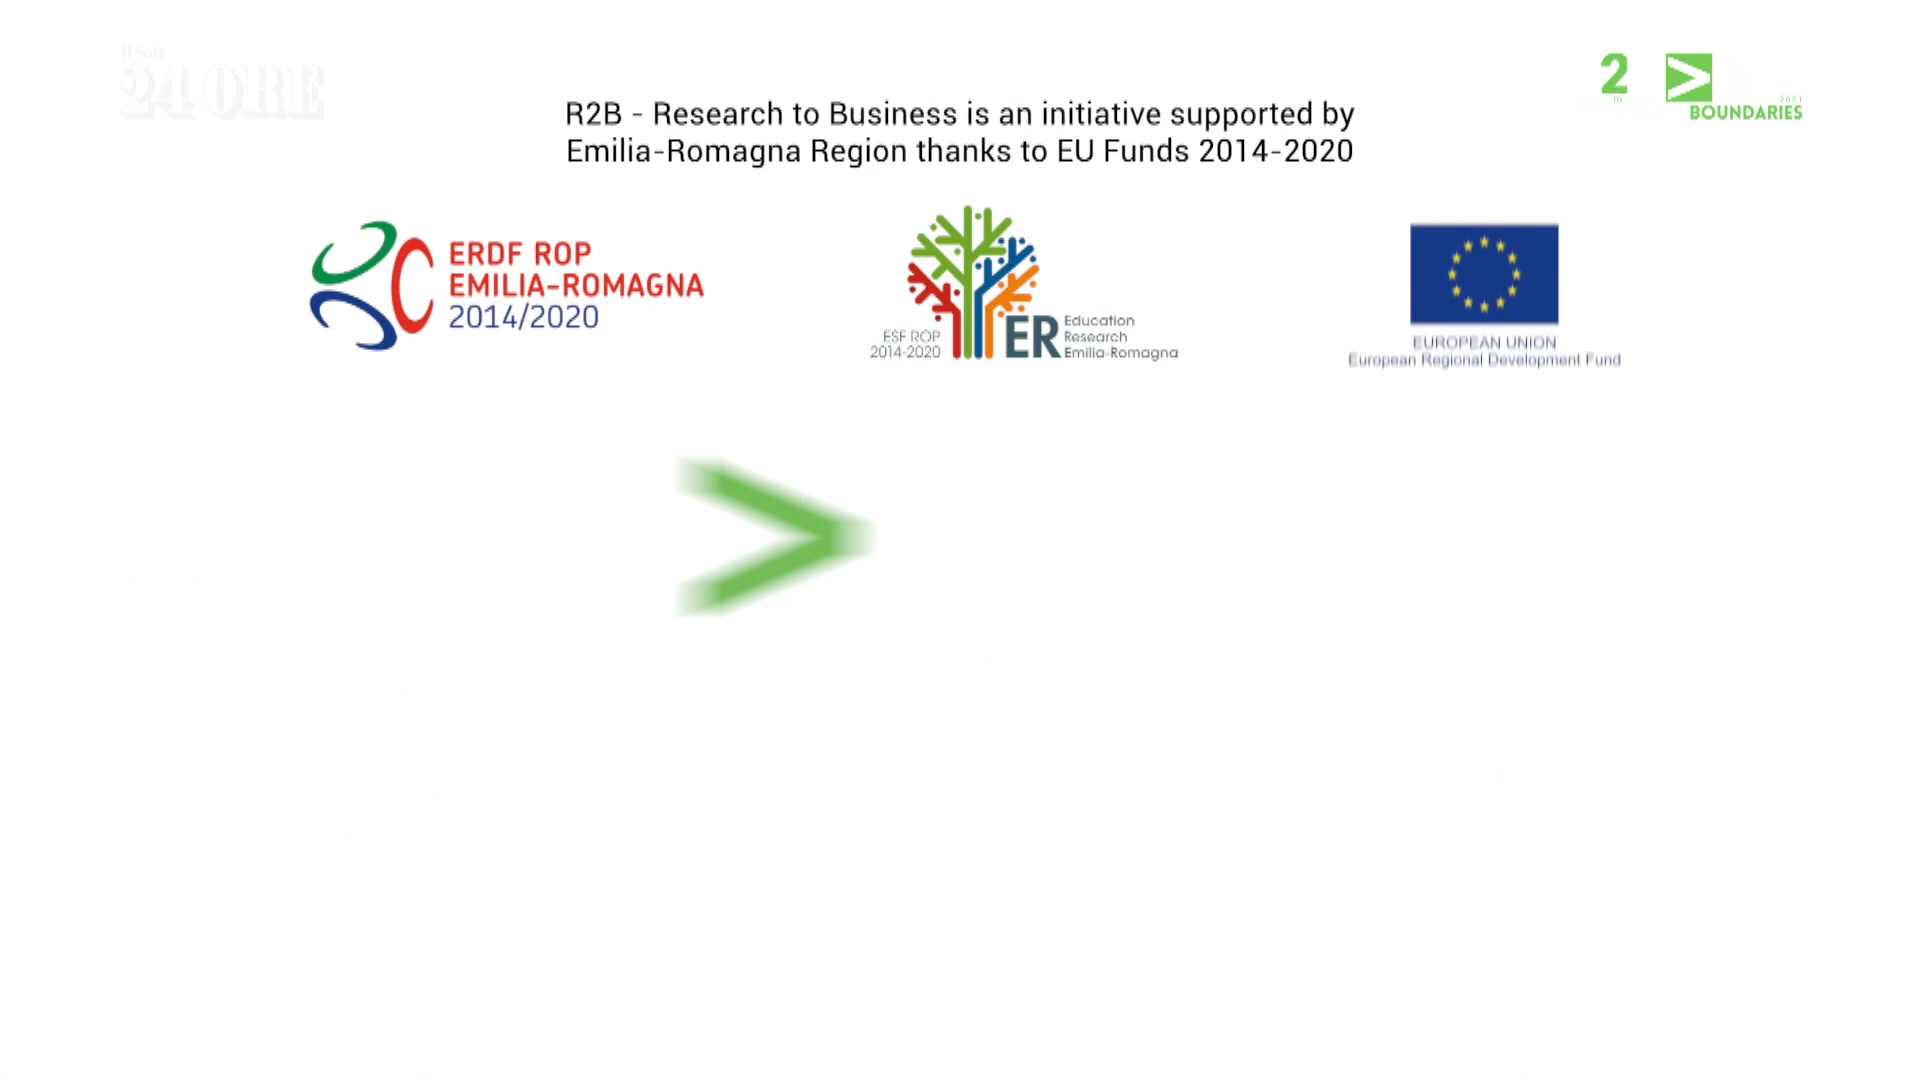 Il Sole
24 ORE
2
TO
2021
BOUNDARIES
R2B - Research to Business is an initiative supported by
Emilia-Romagna Region thanks to EU Funds 2014-2020
ERDF ROP
EMILIA-ROMAGNA
2014/2020
ESF ROP
2014-2020
ER
Education
Research
Emilia-Romagna
EUROPEAN UNION
European Regional Development Fund